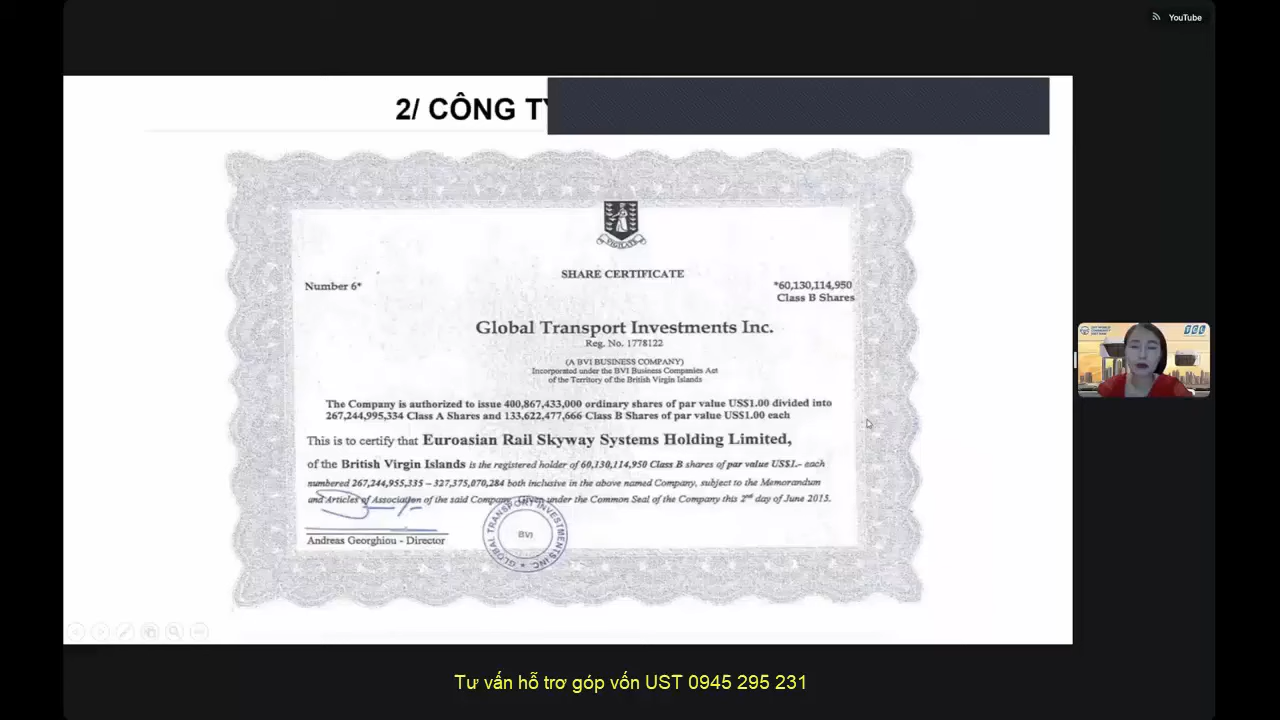 YouTube
2/ CÔNG TY
VIGILATE
SHARE CERTIFICATE
Number 6*
*60,130,114,950
Class B Shares
Global Transport Investments Inc.
Reg. No. 1778122
(A BVI BUSINESS COMPANY)
Incorporated under the BVI Business Companies Act
of the Territory of the British Virgin Islands
The Company is authorized to issue 400,867,433,000 ordinary shares of par value US$1.00 divided into
267,244,995,334 Class A Shares and 133,622,477,666 Class B Shares of par value US$1.00 each
This is to certify that Euroasian Rail Skyway Systems Holding Limited,
of the British Virgin Islands is the registered holder of 60,130,114,950 Class B shares of par value US$1.- each
numbered 267,244,955,335 – 327,375,070,284 both inclusive in the above named Company, subject to the Memorandum
and Articles of Association of the said Company. Given under the Common Seal of the Company this 2nd day of June 2015.
Andreas Georghiou - Director
GLOBAL TRANSPORT INVESTMENTS INC.
BVI
Tư vấn hỗ trơ góp vốn UST 0945 295 231